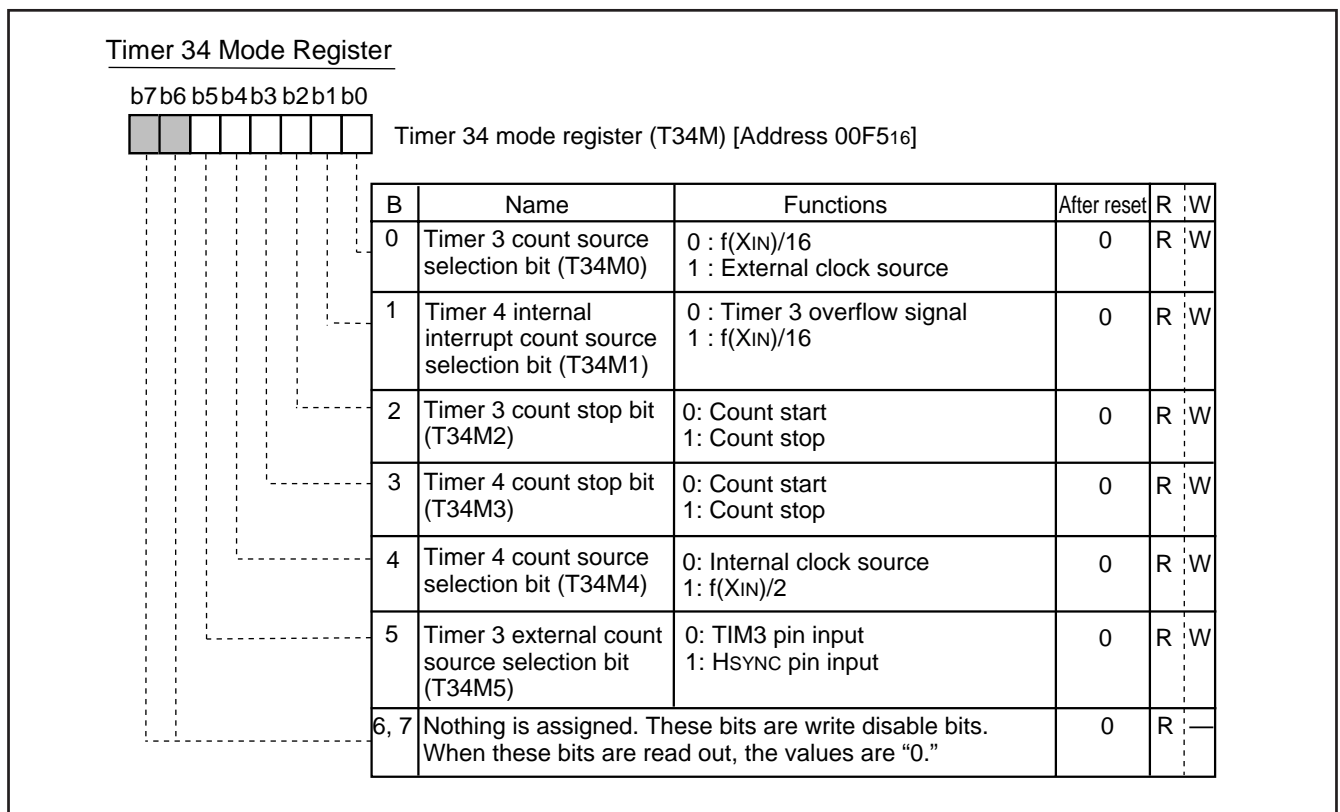 Timer 34 Mode Register
b7 b6 b5 b4 b3 b2 b1 b0
Timer 34 mode register (T34M) [Address 00F516]
B Name Functions After reset R W
0 Timer 3 count source 0 : f(XIN)/16 0 R W
selection bit (T34M0) 1 : External clock source
1 Timer 4 internal 0 : Timer 3 overflow signal 0 R W
interrupt count source 1 : f(XIN)/16
selection bit (T34M1)
2 Timer 3 count stop bit 0: Count start 0 R W
(T34M2) 1: Count stop
3 Timer 4 count stop bit 0: Count start 0 R W
(T34M3) 1: Count stop
4 Timer 4 count source 0: Internal clock source 0 R W
selection bit (T34M4) 1: f(XIN)/2
5 Timer 3 external count 0: TIM3 pin input 0 R W
source selection bit 1: HSYNC pin input
(T34M5)
6, 7 Nothing is assigned. These bits are write disable bits. 0 R —
When these bits are read out, the values are “0.”